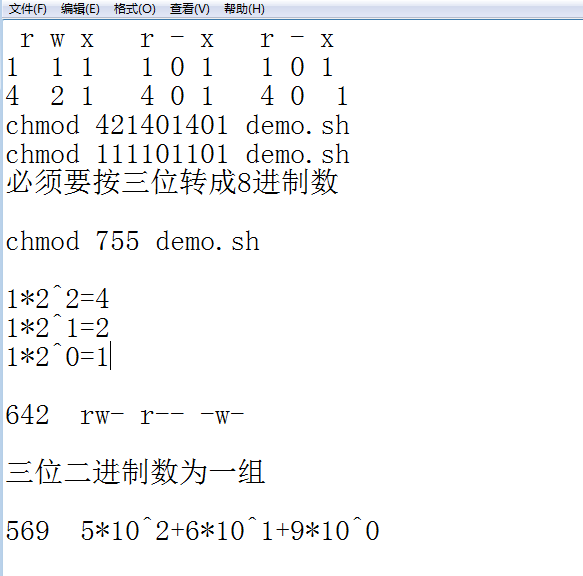 文件(F) 编辑(E) 格式(O) 查看(V) 帮助(H)
r w x r - x r - x
1 1 1 1 0 1 1 0 1
4 2 1 4 0 1 4 0 1
chmod 421401401 demo.sh
chmod 111101101 demo.sh
必须要按三位转成8进制数
chmod 755 demo.sh
1*2^2=4
1*2^1=2
1*2^0=1
642 rw- r-- -w-
三位二进制数为一组
569 5*10^2+6*10^1+9*10^0